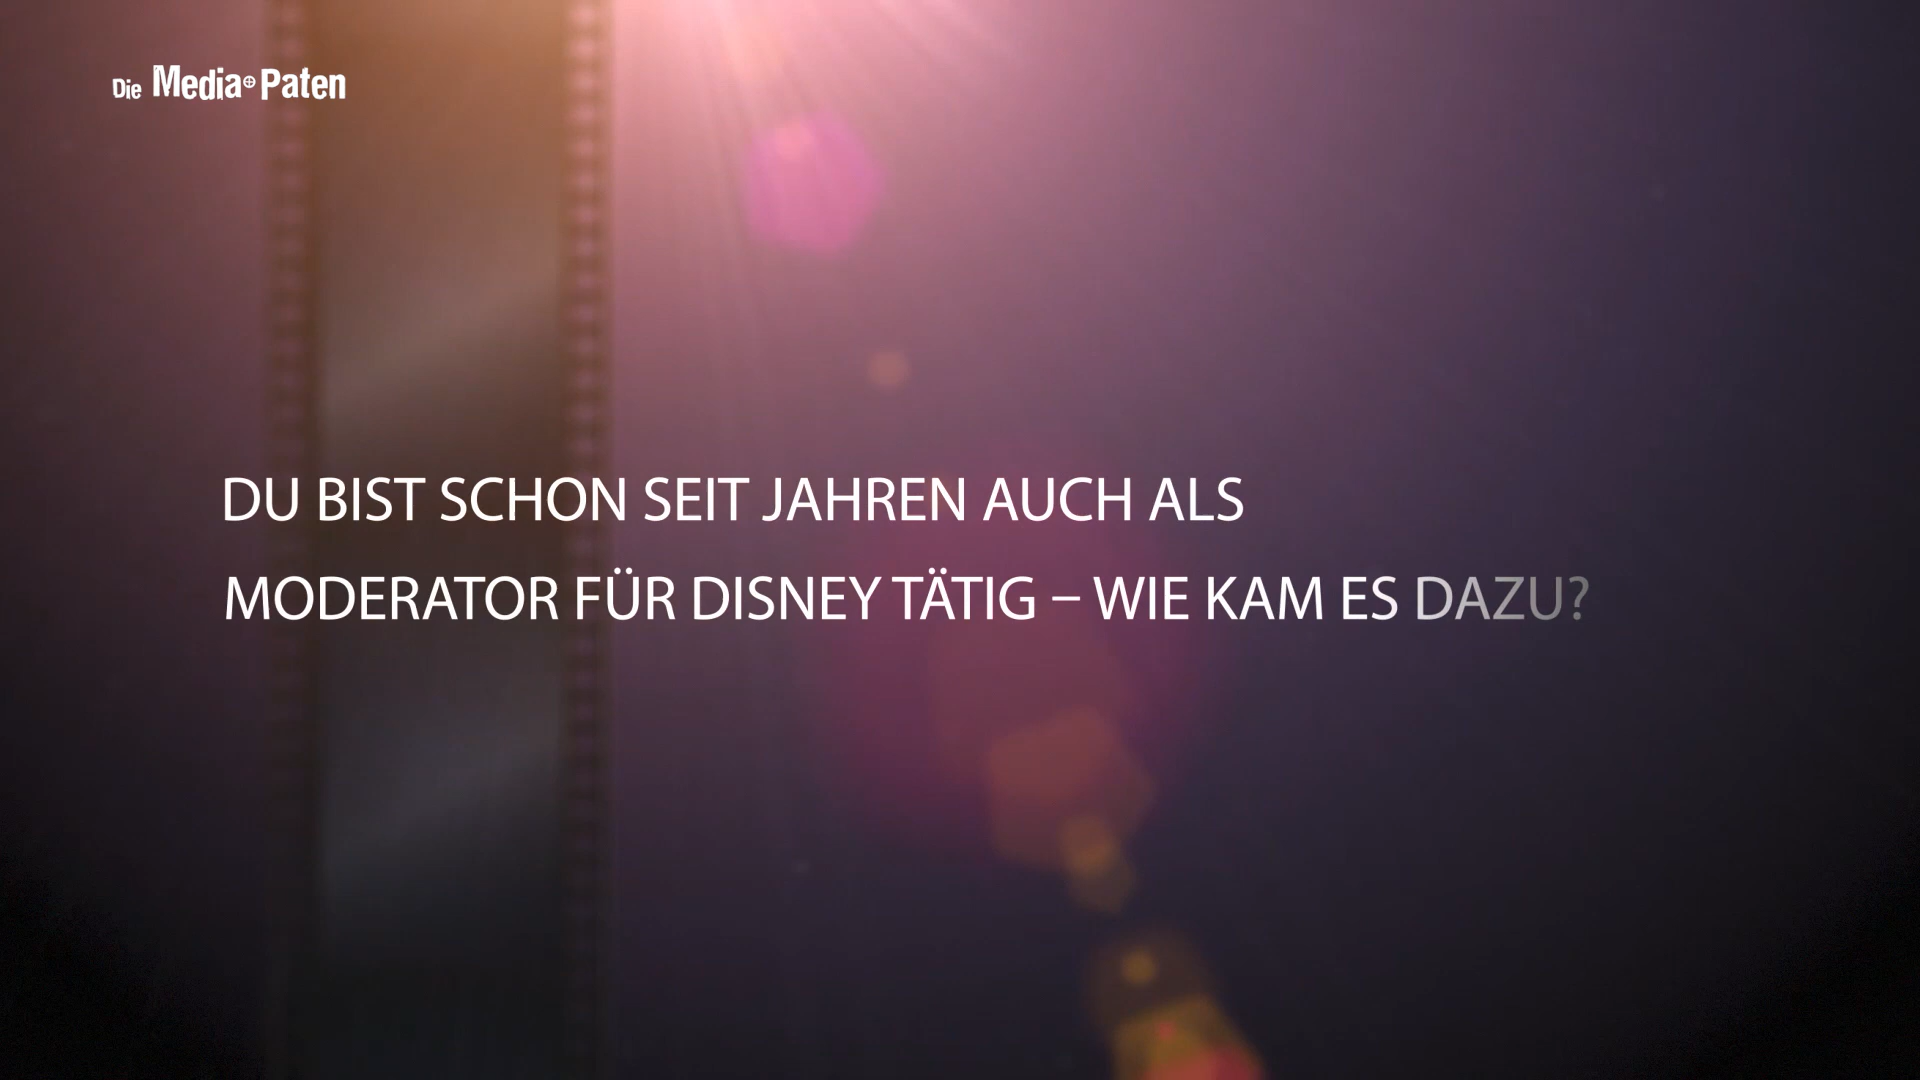 Die Media Paten
DU BIST SCHON SEIT JAHREN AUCH ALS
MODERATOR FÜR DISNEY TÄTIG – WIE KAM ES DAZU?